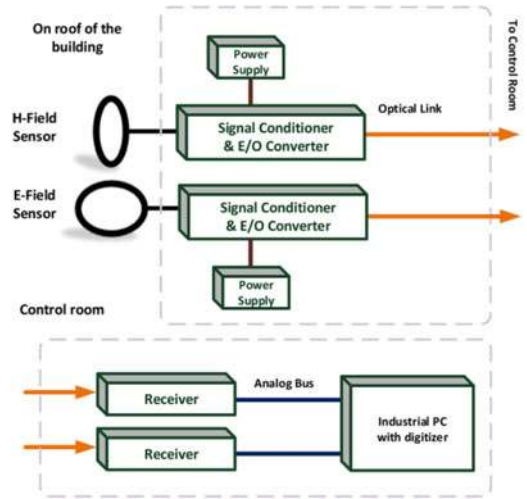 On roof of the
building
Power
Supply
To Control Room
H-Field
Sensor
Signal Conditioner
& E/O Converter
Optical Link
E-Field
Sensor
Signal Conditioner
& E/O Converter
Power
Supply
Control room
Receiver
Analog Bus
Industrial PC
with digitizer
Receiver